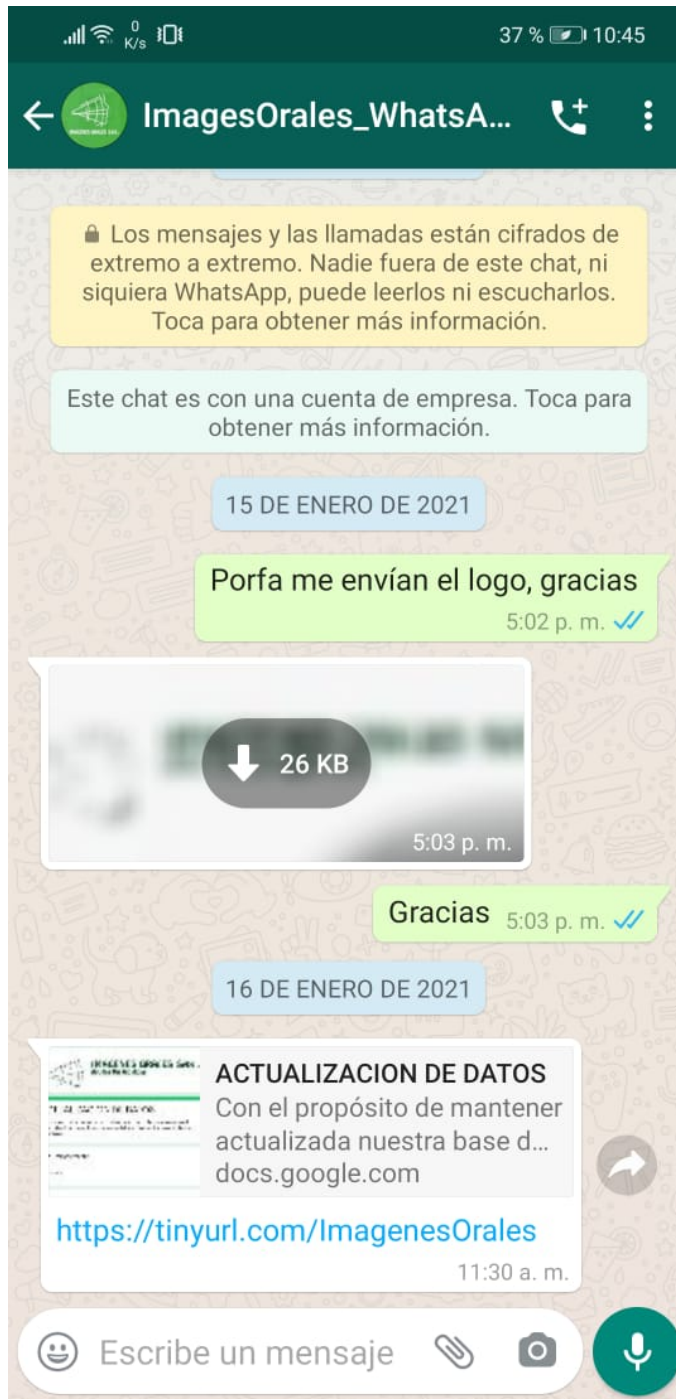 0
K/s
37 %
10:45
ImagesOrales_WhatsA...
Los mensajes y las llamadas están cifrados de
extremo a extremo. Nadie fuera de este chat, ni
siquiera WhatsApp, puede leerlos ni escucharlos.
Toca para obtener más información.
Este chat es con una cuenta de empresa. Toca para
obtener más información.
15 DE ENERO DE 2021
Porfa me envían el logo, gracias
5:02 p. m.
26 KB
5:03 p. m.
Gracias
5:03 p. m.
16 DE ENERO DE 2021
ACTUALIZACION DE DATOS
Con el propósito de mantener
actualizada nuestra base d...
docs.google.com
https://tinyurl.com/ImagenesOrales
11:30 a. m.
Escribe un mensaje